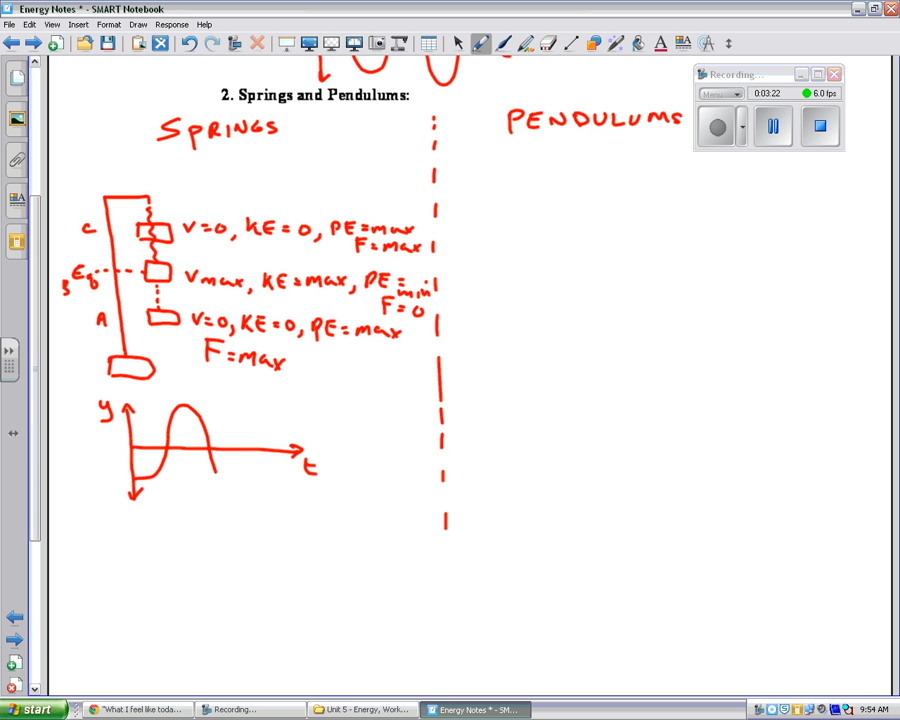 Energy Notes * - SMART Notebook
File Edit View Insert Format Draw Response Help
Recording...
Menu
0:03:22
6.0 fps
2. Springs and Pendulums:
SPRINGS
PENDULUMS
C
V=0, KE=0, PE=max
F=max
B Eq
Vmax, KE=max, PE=min
F=0
A
V=0, KE=0, PE=max
F=max
y
t
start
"What I feel like toda...
Recording...
Unit 5 - Energy, Work...
Energy Notes * - SM...
9:54 AM